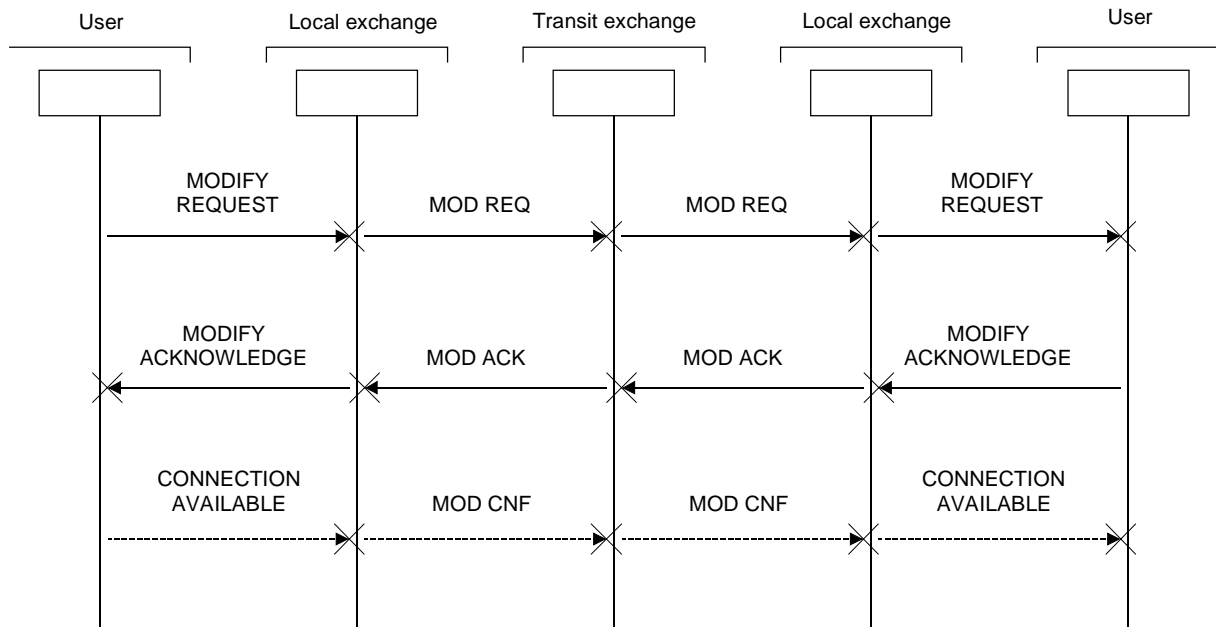 User
Local exchange
Transit exchange
Local exchange
User
MODIFY
REQUEST
MOD REQ
MOD REQ
MODIFY
REQUEST
MODIFY
ACKNOWLEDGE
MOD ACK
MOD ACK
MODIFY
ACKNOWLEDGE
CONNECTION
AVAILABLE
MOD CNF
MOD CNF
CONNECTION
AVAILABLE